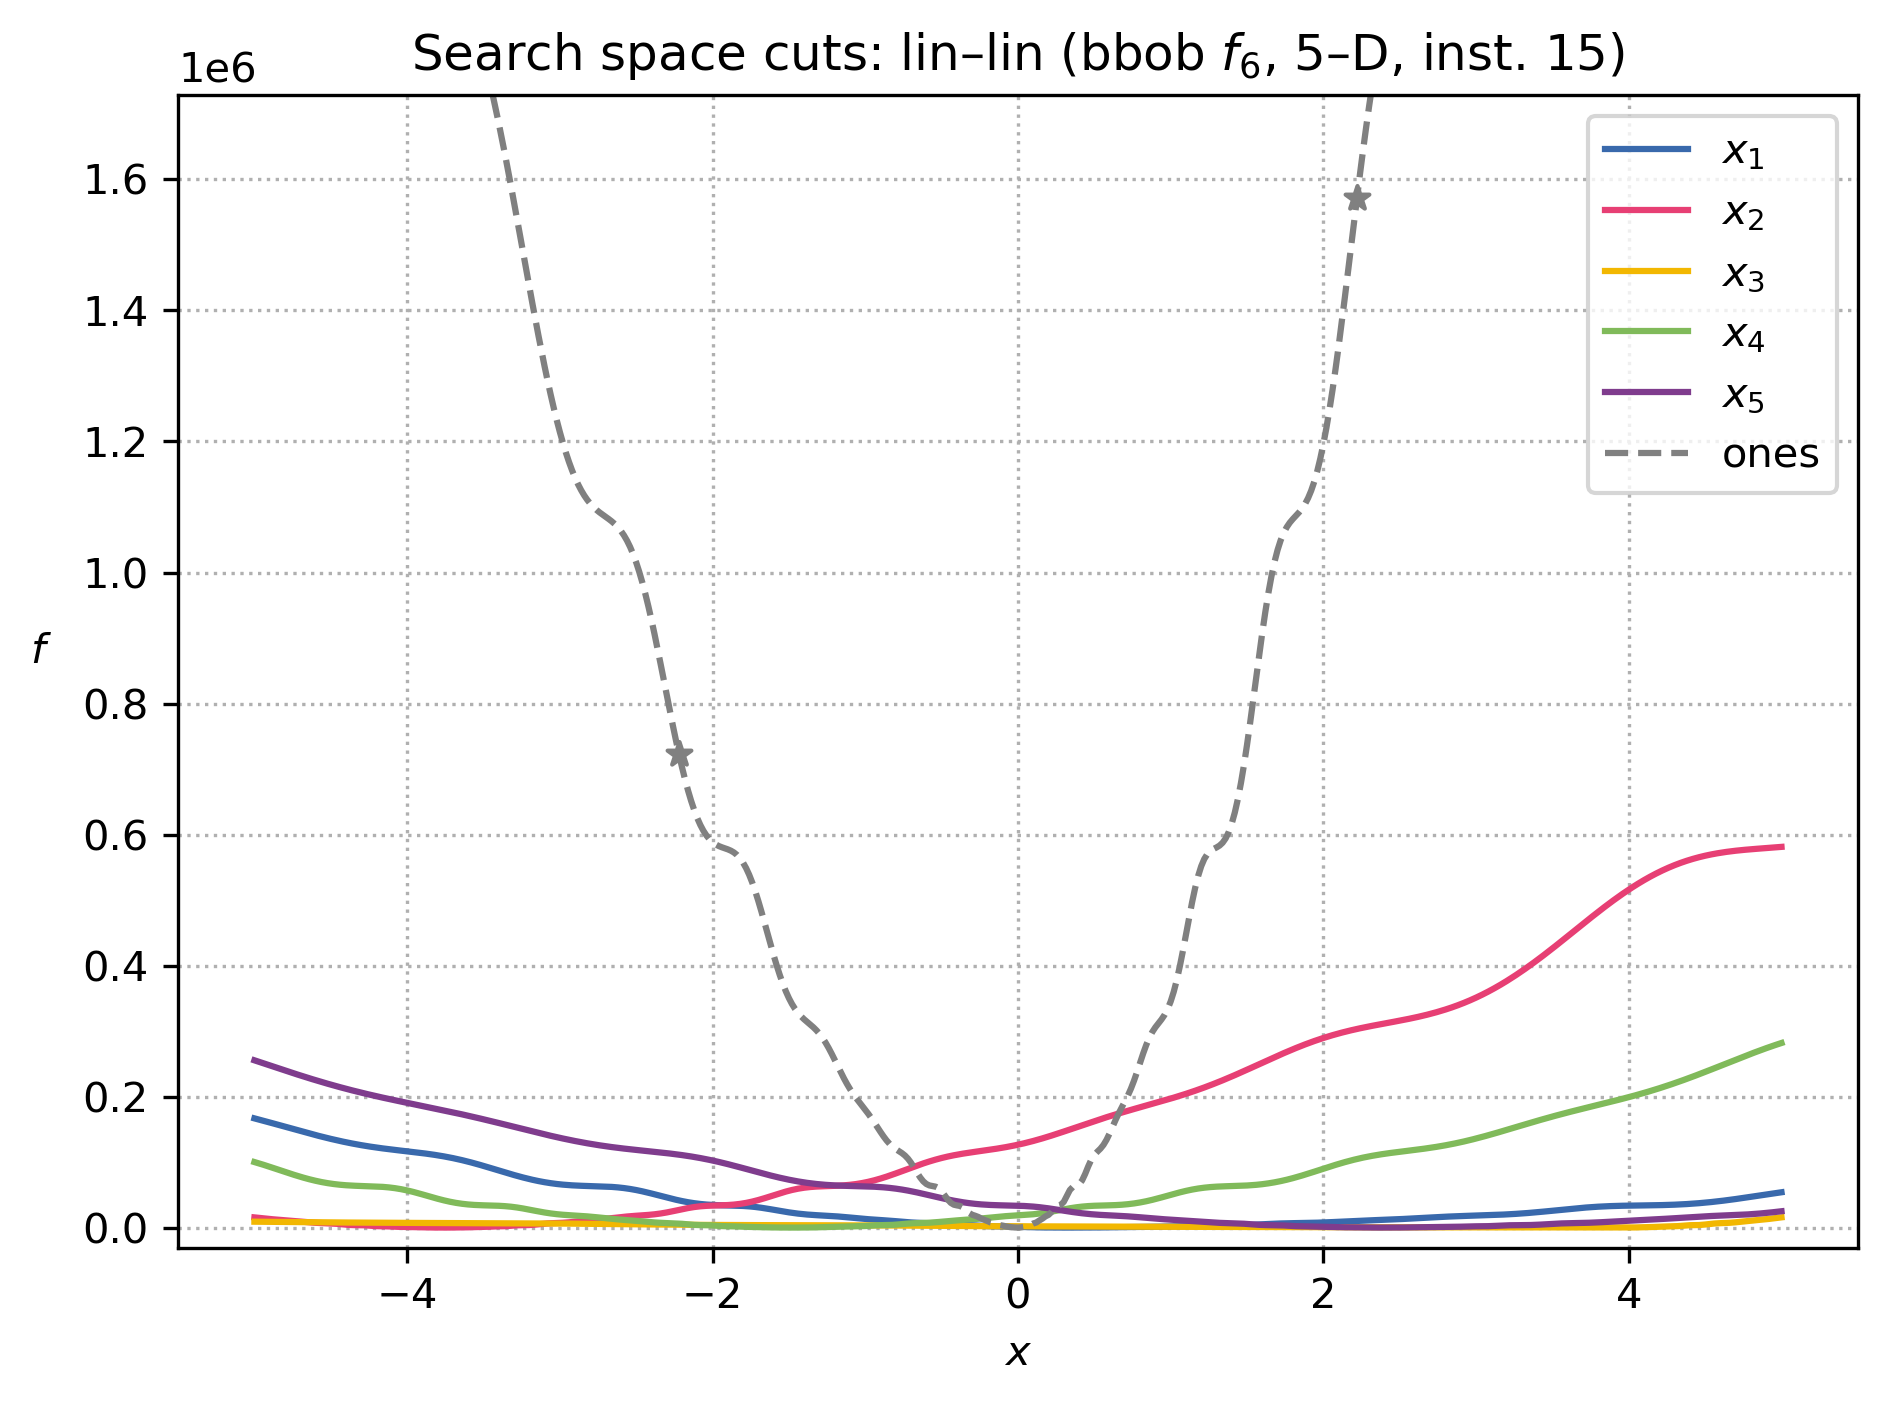 Search space cuts: lin–lin (bbob f6, 5–D, inst. 15)
1e6
1.6
1.4
1.2
1.0
0.8
0.6
0.4
0.2
0.0
f
x1
x2
x3
x4
x5
ones
−4 −2 0 2 4
x